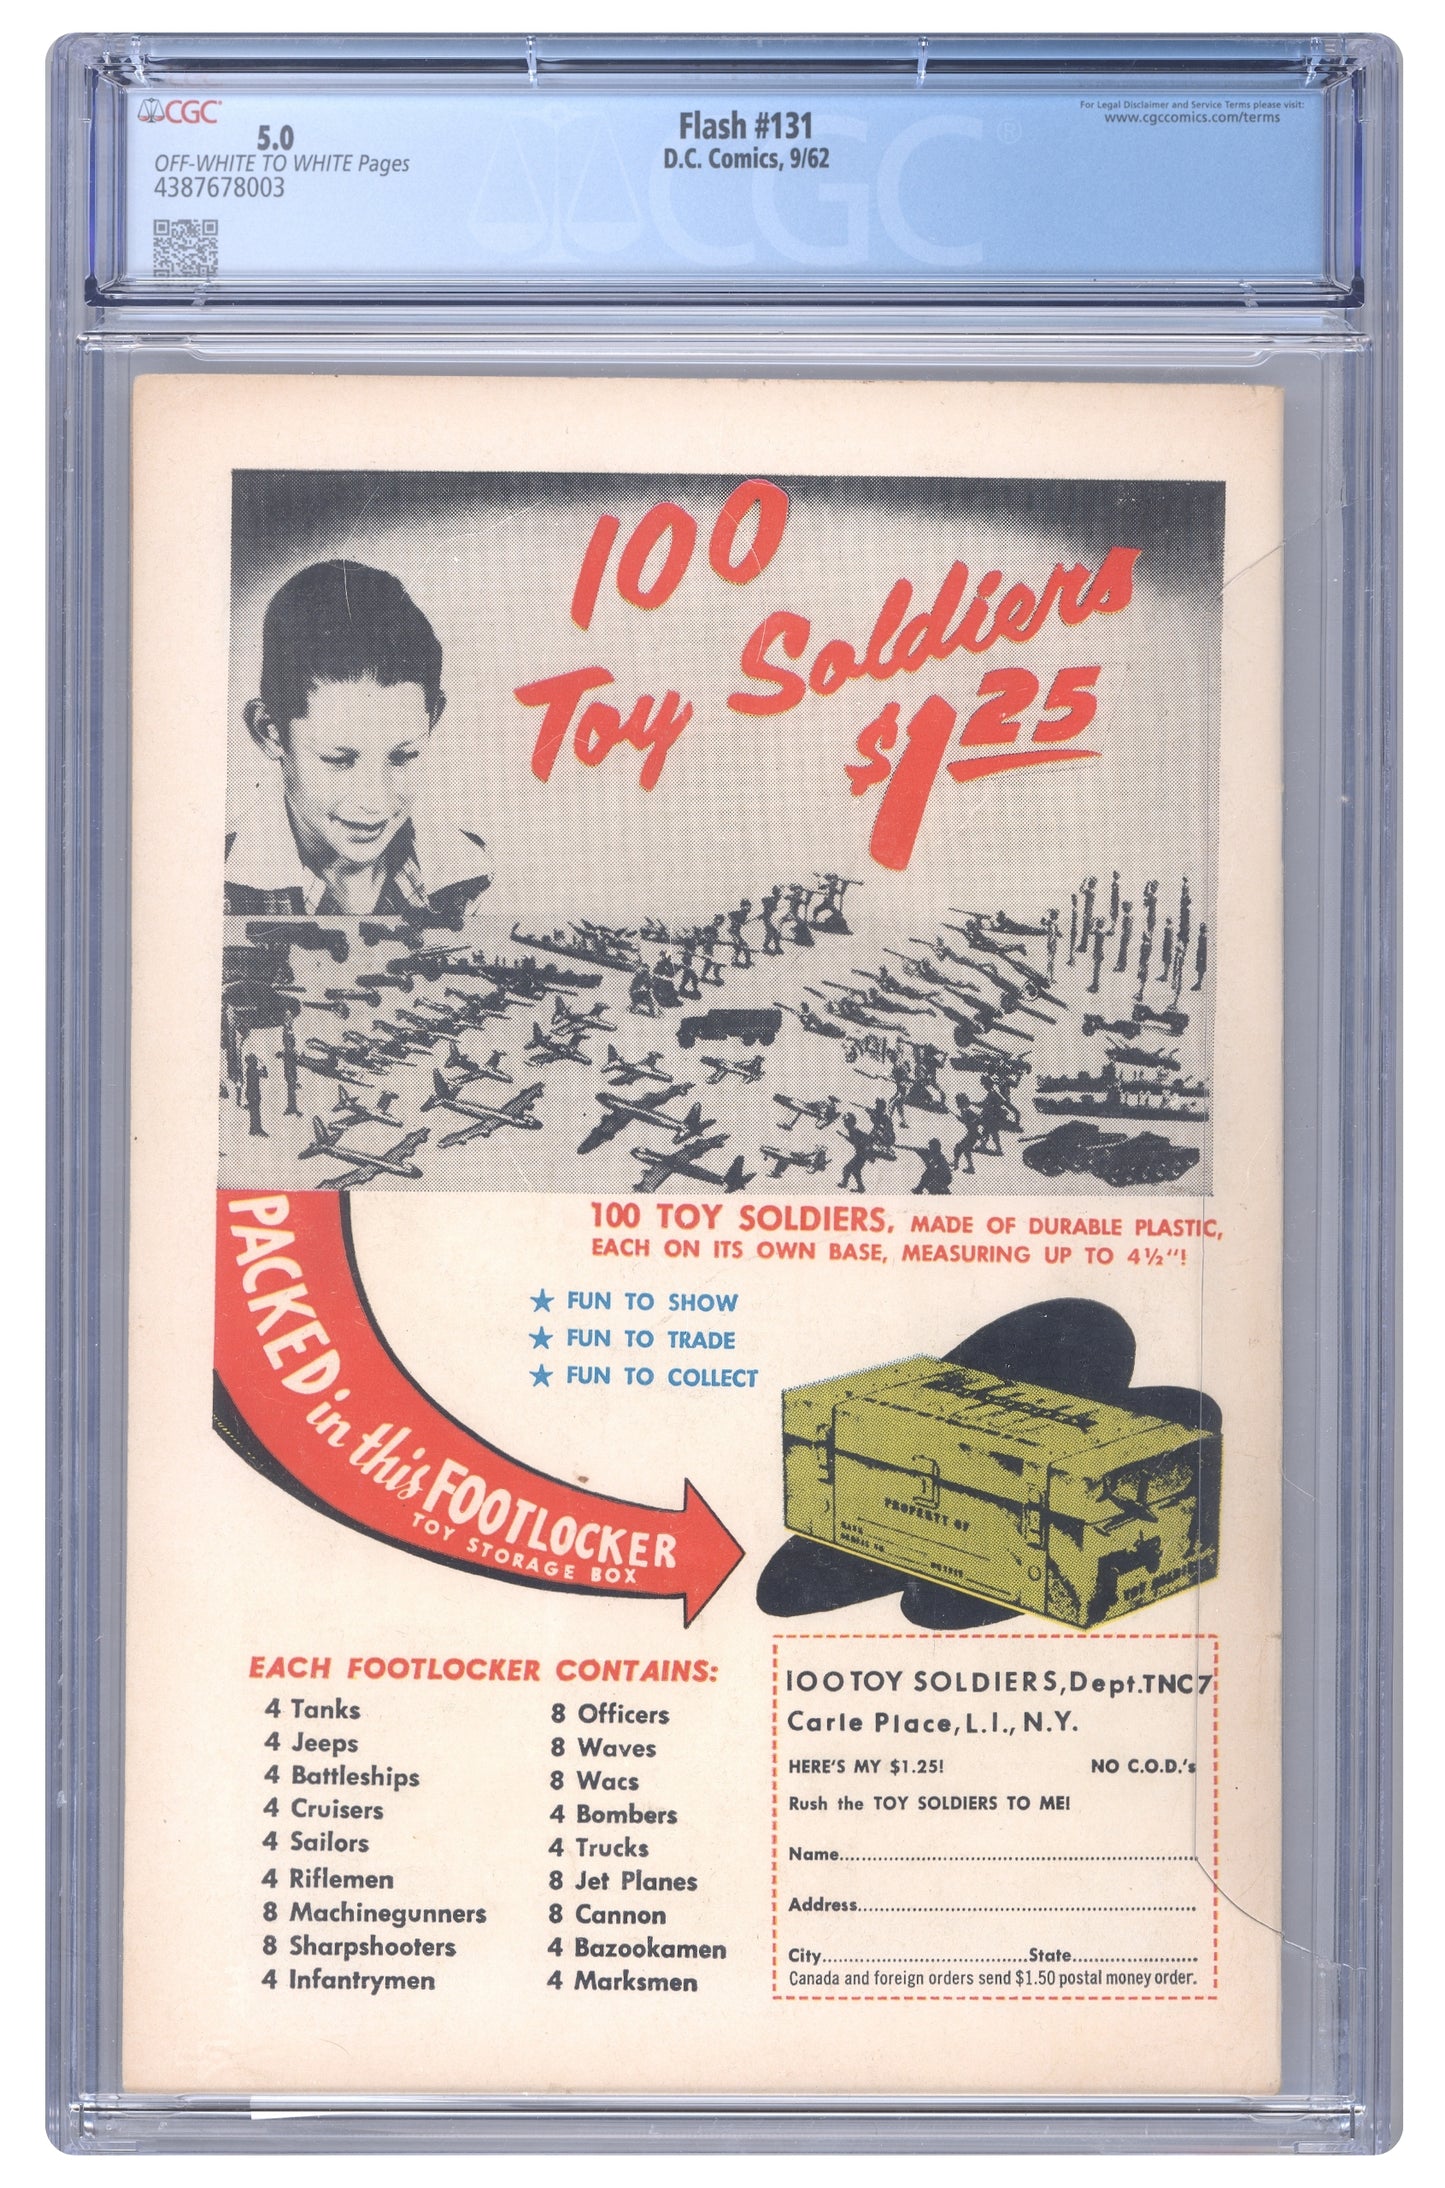 CGC
5.0
OFF-WHITE TO WHITE Pages
4387678003
Flash #131
D.C. Comics, 9/62
For Legal Disclaimer and Service Terms please visit:
www.cgccomics.com/terms
CGC®
100
Toy Soldiers
$1 25
PACKED in this FOOTLOCKER
TOY STORAGE BOX
100 TOY SOLDIERS, MADE OF DURABLE PLASTIC,
EACH ON ITS OWN BASE, MEASURING UP TO 4½"!
★ FUN TO SHOW
★ FUN TO TRADE
★ FUN TO COLLECT
PROPERTY OF
EACH FOOTLOCKER CONTAINS:
4 Tanks
4 Jeeps
4 Battleships
4 Cruisers
4 Sailors
4 Riflemen
8 Machinegunners
8 Sharpshooters
4 Infantrymen
8 Officers
8 Waves
8 Wacs
4 Bombers
4 Trucks
8 Jet Planes
8 Cannon
4 Bazookamen
4 Marksmen
100 TOY SOLDIERS, Dept. TNC7
Carle Place, L.I., N.Y.
HERE'S MY $1.25! NO C.O.D.'s
Rush the TOY SOLDIERS TO ME!
Name
Address
City State
Canada and foreign orders send $1.50 postal money order.